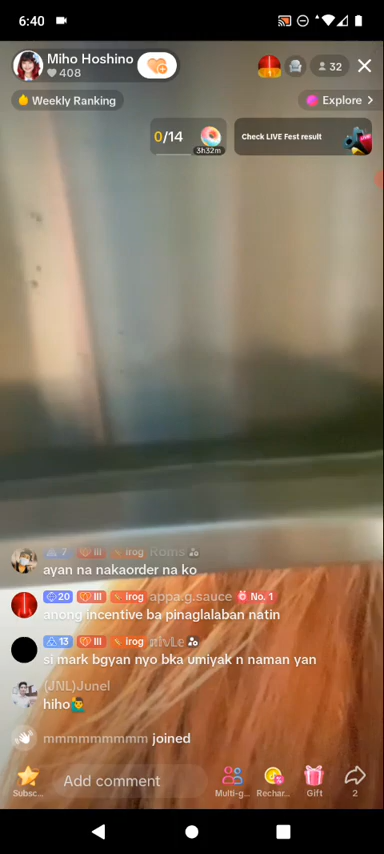 6:40
Miho Hoshino
408
32
Weekly Ranking
Explore
0/14
3h32m
Check LIVE Fest result
LIVE
7 III irog Roms
ayan na nakaorder na ko
20 III irog appa.g.sauce No. 1
anong incentive ba pinaglalaban natin
13 III irog
si mark bgyan nyo bka umiyak n naman yan
(JNL)Junel
hiho🙋‍♂️
mmmmmmmmmm joined
Add comment
Subsc... Multi-g... Rechar... Gift 2